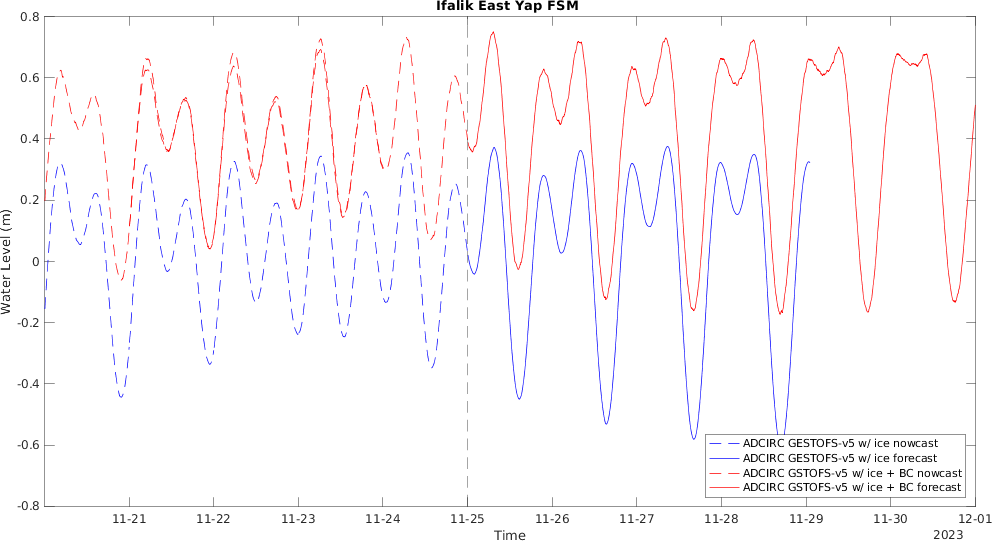 Ifalik East Yap FSM
0.8
0.6
0.4
0.2
0
-0.2
-0.4
-0.6
-0.8
Water Level (m)
ADCIRC GESTOFS-v5 w/ ice nowcast
ADCIRC GESTOFS-v5 w/ ice forecast
ADCIRC GSTOFS-v5 w/ ice + BC nowcast
ADCIRC GSTOFS-v5 w/ ice + BC forecast
11-21 11-22 11-23 11-24 11-25 11-26 11-27 11-28 11-29 11-30 12-01
Time
2023